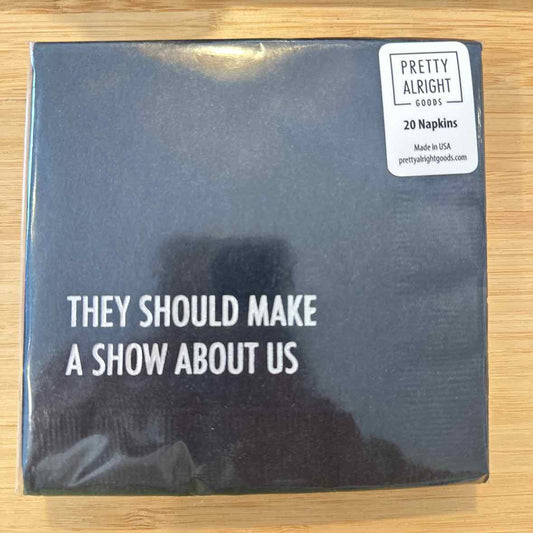 PRETTY
ALRIGHT
GOODS
20 Napkins
Made in USA
prettyalrightgoods.com
THEY SHOULD MAKE
A SHOW ABOUT US